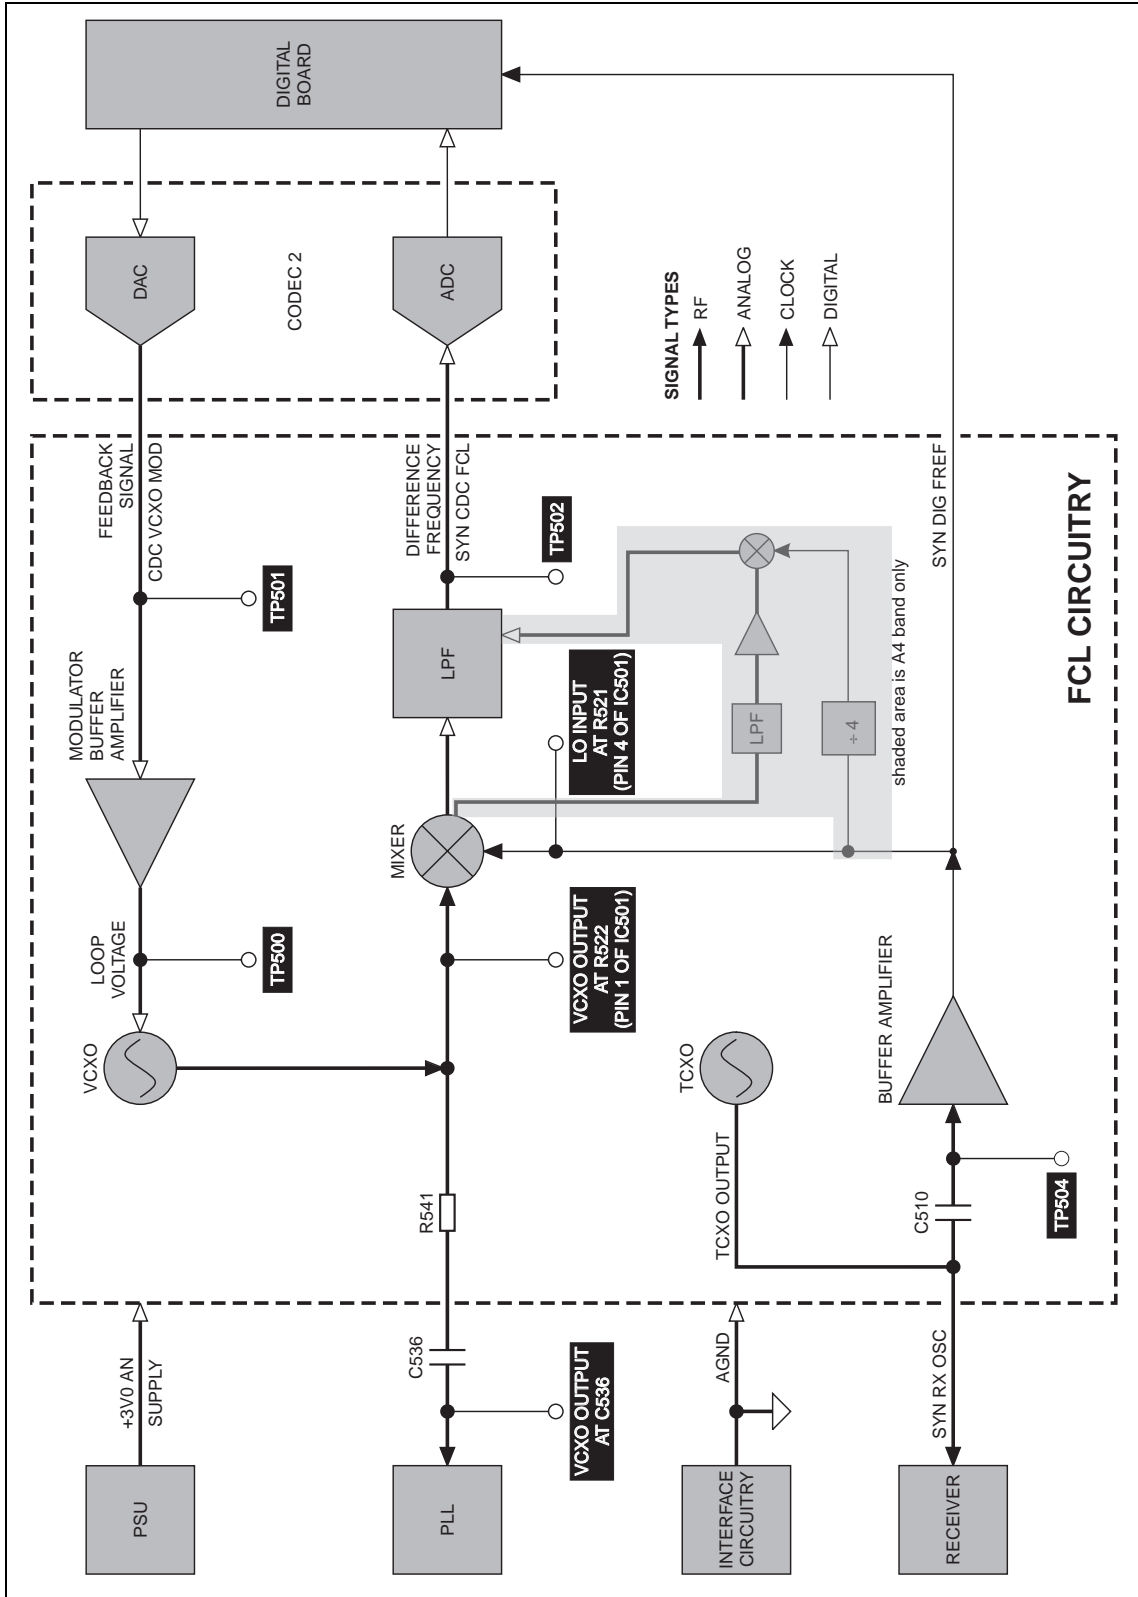 PSU
+3V0 AN
SUPPLY
VCXO
LOOP
VOLTAGE
TP500
MODULATOR
BUFFER
AMPLIFIER
TP501
FEEDBACK
SIGNAL
CDC VCXO MOD
DAC
CODEC 2
ADC
DIGITAL
BOARD
PLL
C536
VCXO OUTPUT
AT C536
R541
VCXO OUTPUT
AT R522
(PIN 1 OF IC501)
MIXER
LO INPUT
AT R521
(PIN 4 OF IC501)
LPF
TP502
DIFFERENCE
FREQUENCY
SYN CDC FCL
INTERFACE
CIRCUITRY
AGND
TCXO
TCXO OUTPUT
LPF
÷ 4
shaded area is A4 band only
SIGNAL TYPES
RF
ANALOG
CLOCK
DIGITAL
RECEIVER
SYN RX OSC
C510
TP504
BUFFER AMPLIFIER
SYN DIG FREF
FCL CIRCUITRY